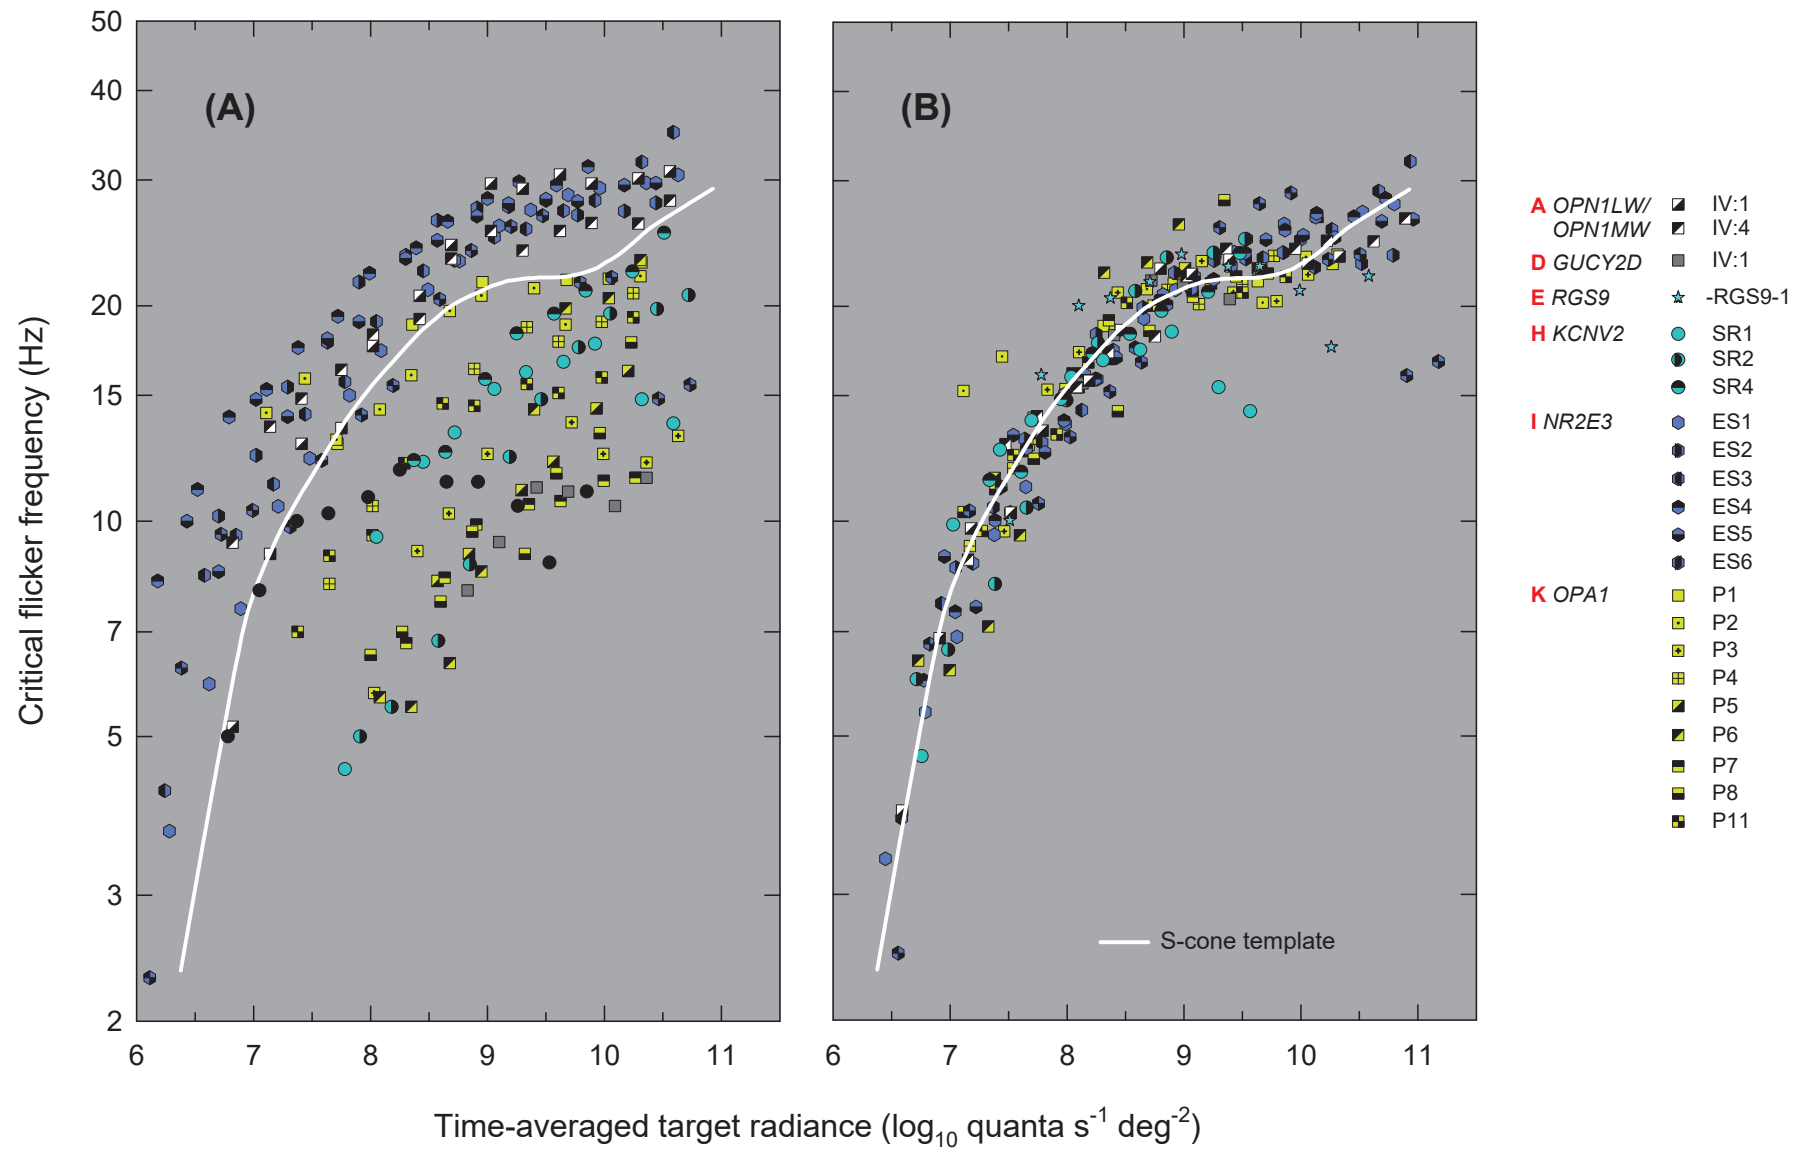 50
40
30
20
15
10
7
5
3
2
Critical flicker frequency (Hz)
(A)
(B)
S-cone template
6 7 8 9 10 11
6 7 8 9 10 11
Time-averaged target radiance (log10 quanta s-1 deg-2)
A OPN1LW/ IV:1
OPN1MW IV:4
D GUCY2D IV:1
E RGS9 -RGS9-1
H KCNV2 SR1
SR2
SR4
I NR2E3 ES1
ES2
ES3
ES4
ES5
ES6
K OPA1 P1
P2
P3
P4
P5
P6
P7
P8
P11